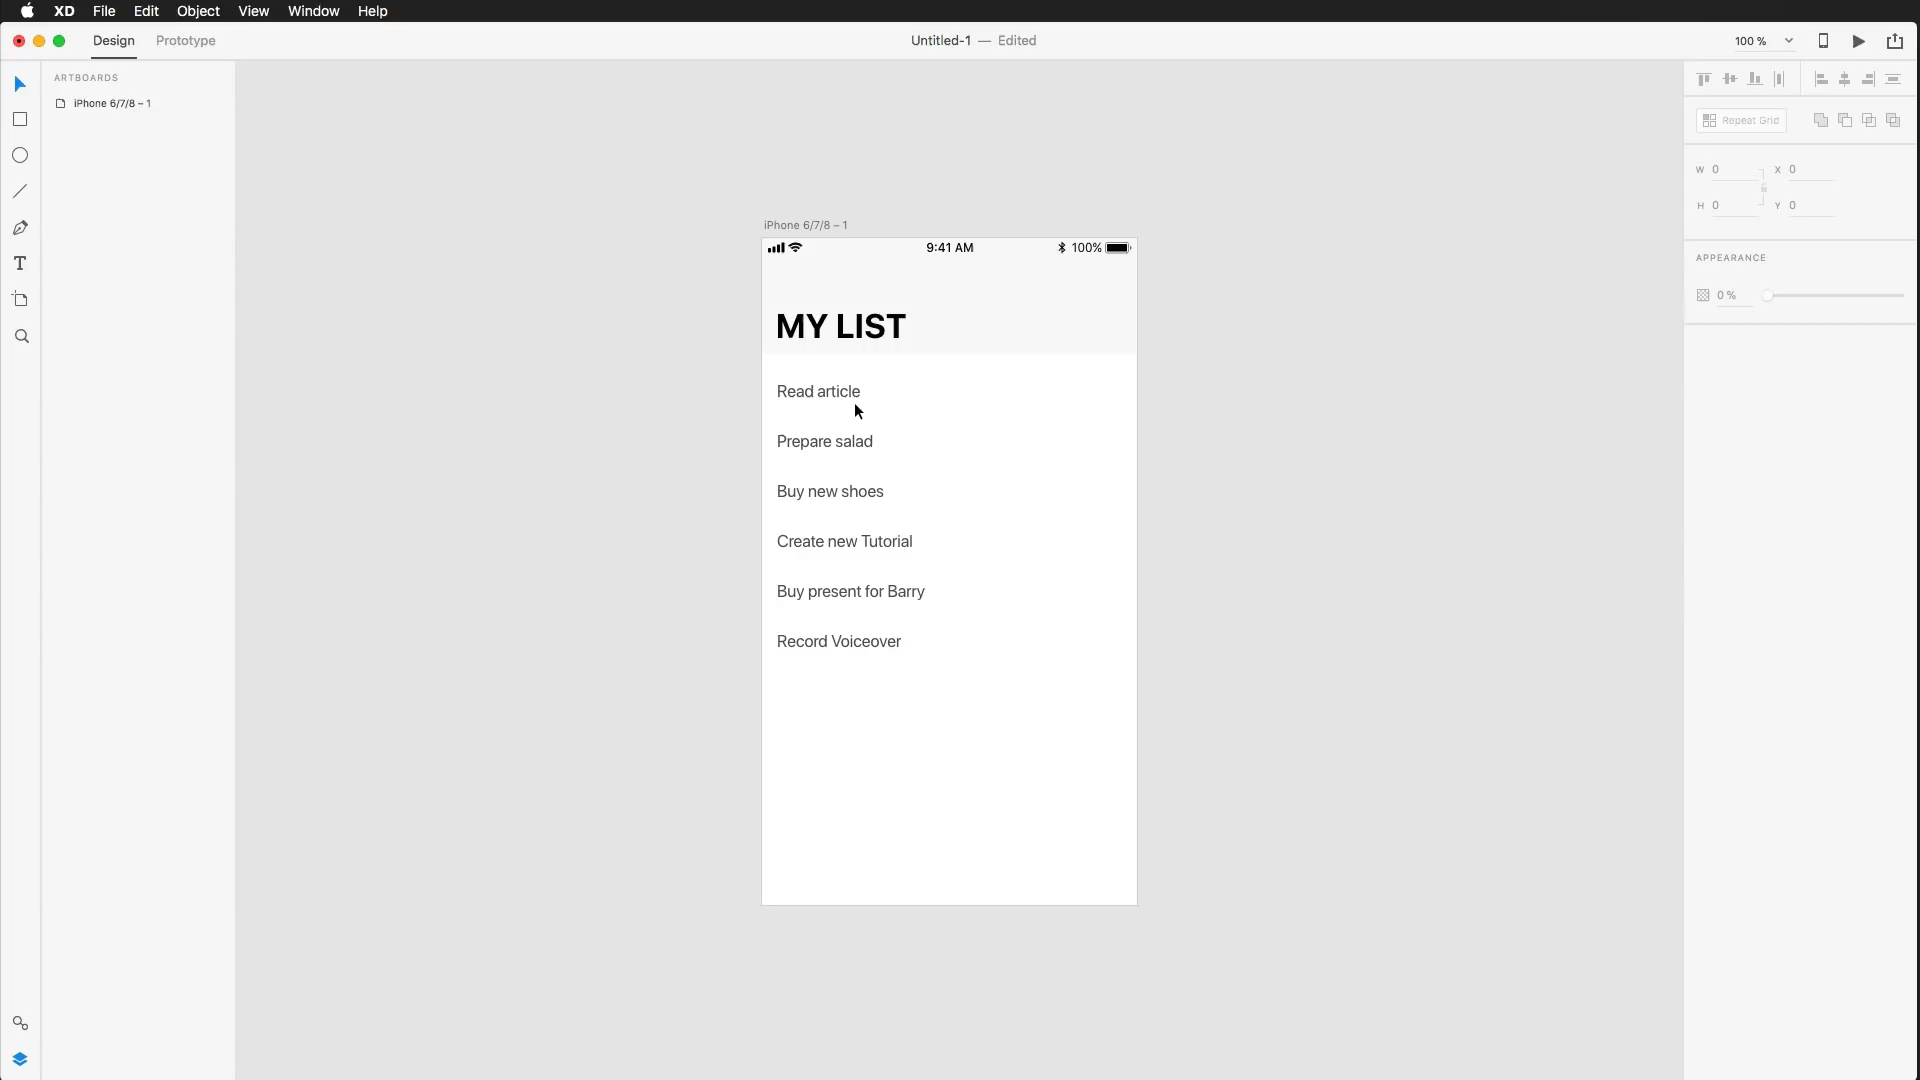 XD File Edit Object View Window Help
Design Prototype Untitled-1 — Edited 100 %
ARTBOARDS
iPhone 6/7/8 – 1
Repeat Grid
W 0 X 0
H 0 Y 0
APPEARANCE
0 %
iPhone 6/7/8 – 1
9:41 AM 100%
MY LIST
Read article
Prepare salad
Buy new shoes
Create new Tutorial
Buy present for Barry
Record Voiceover